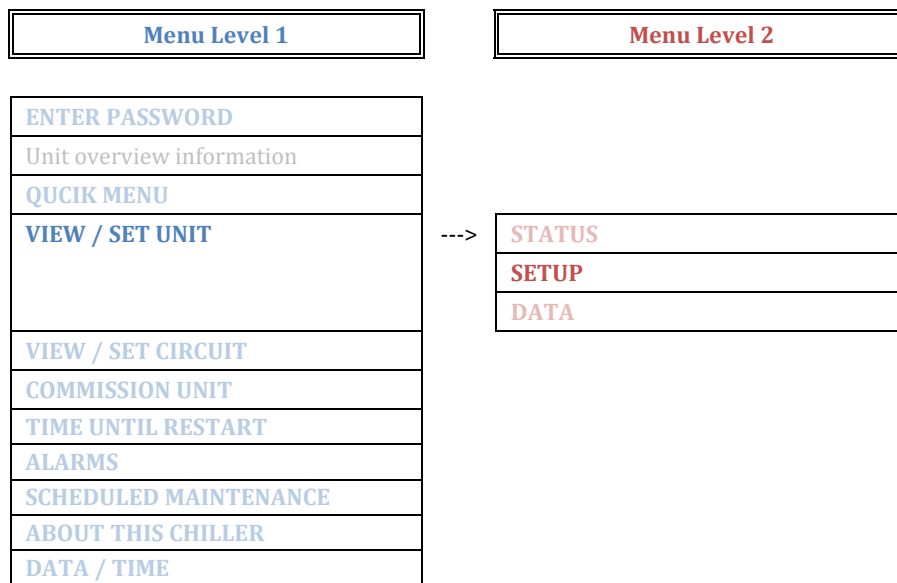 Menu Level 1
Menu Level 2
ENTER PASSWORD
Unit overview information
QUCIK MENU
VIEW / SET UNIT
--->
STATUS
SETUP
DATA
VIEW / SET CIRCUIT
COMMISSION UNIT
TIME UNTIL RESTART
ALARMS
SCHEDULED MAINTENANCE
ABOUT THIS CHILLER
DATA / TIME